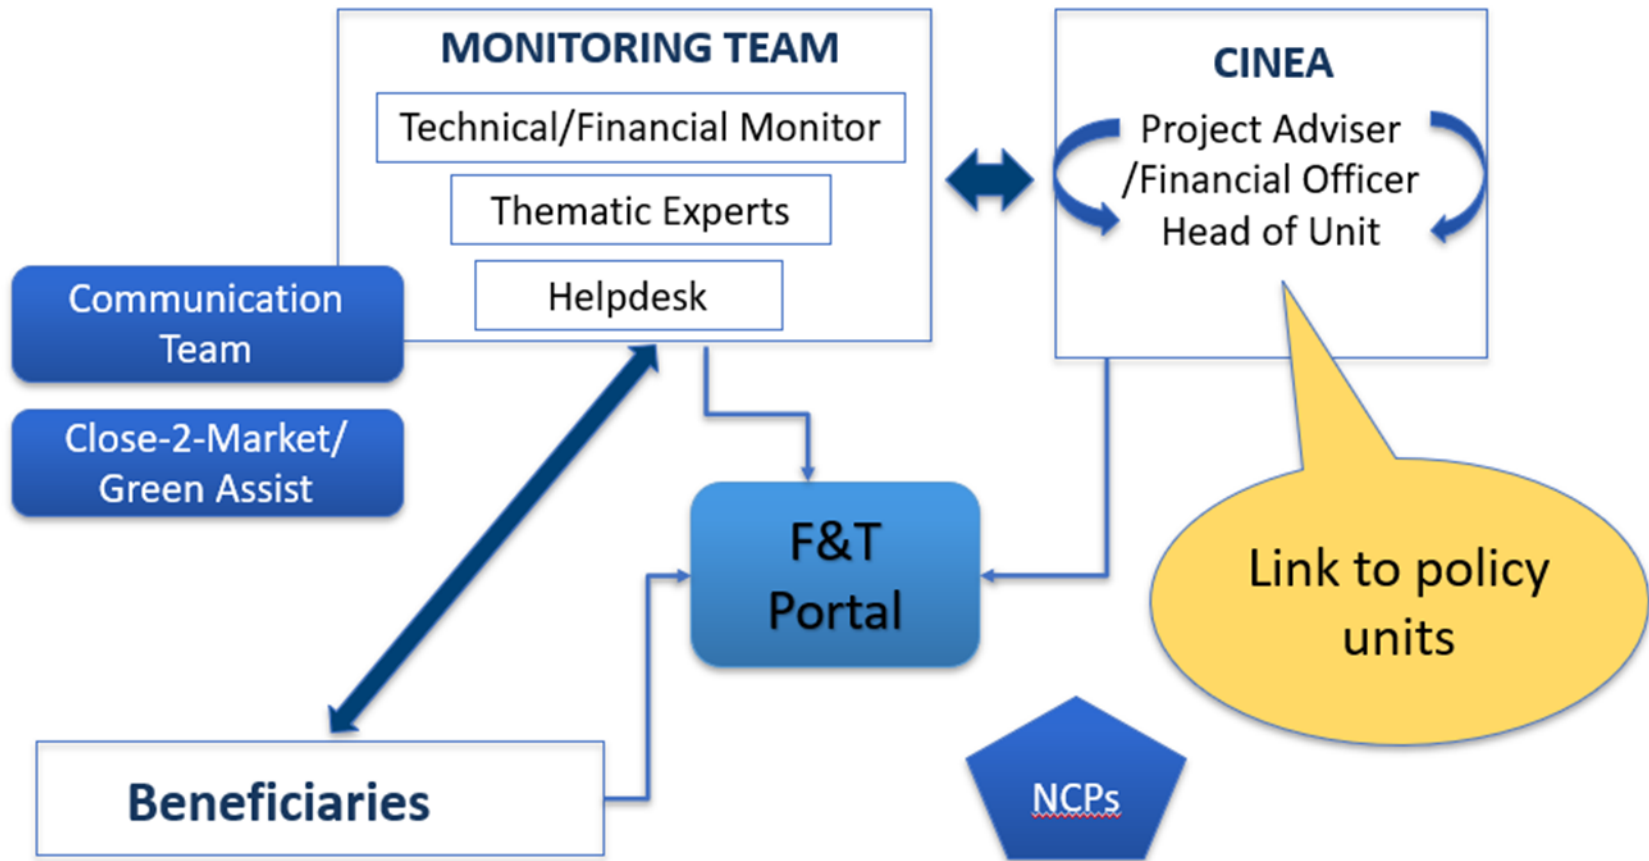 MONITORING TEAM
Technical/Financial Monitor
Thematic Experts
Helpdesk
CINEA
Project Adviser
/Financial Officer
Head of Unit
Communication
Team
Close-2-Market/
Green Assist
F&T
Portal
Link to policy
units
Beneficiaries
NCPs